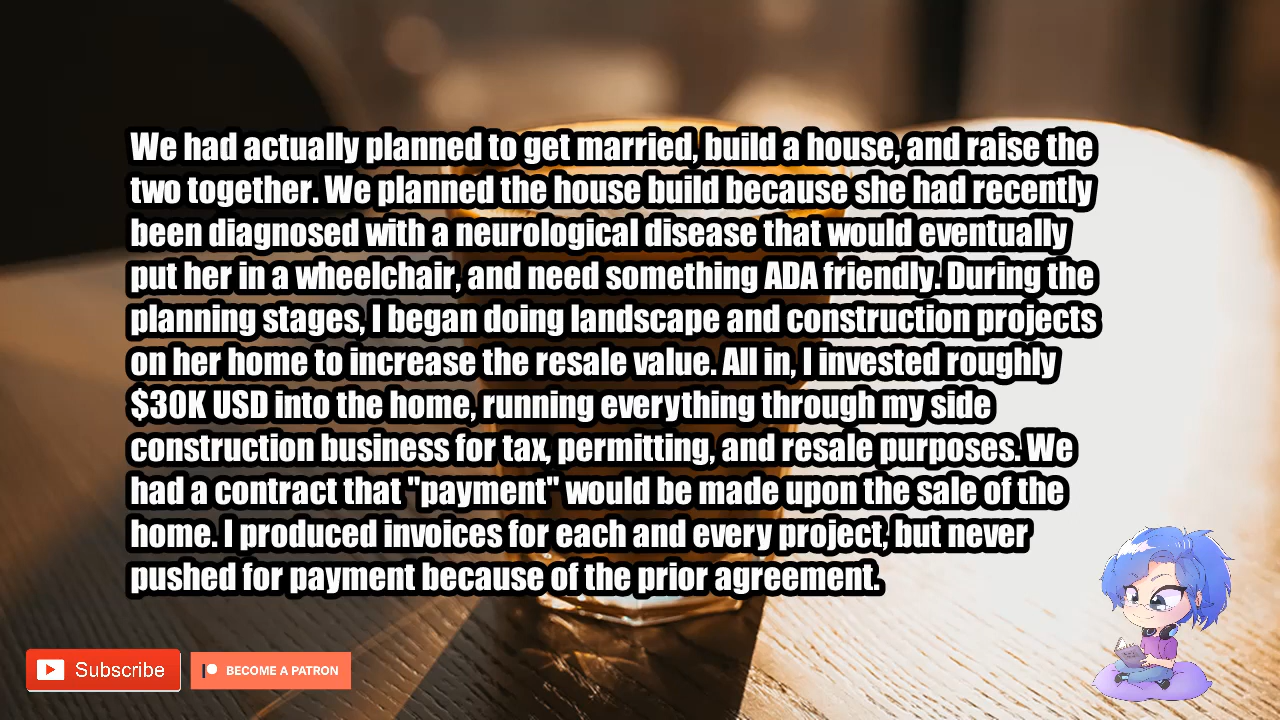 We had actually planned to get married, build a house, and raise the
two together. We planned the house build because she had recently
been diagnosed with a neurological disease that would eventually
put her in a wheelchair, and need something ADA friendly. During the
planning stages, I began doing landscape and construction projects
on her home to increase the resale value. All in, I invested roughly
$30K USD into the home, running everything through my side
construction business for tax, permitting, and resale purposes. We
had a contract that "payment" would be made upon the sale of the
home. I produced invoices for each and every project, but never
pushed for payment because of the prior agreement.
Subscribe
BECOME A PATRON